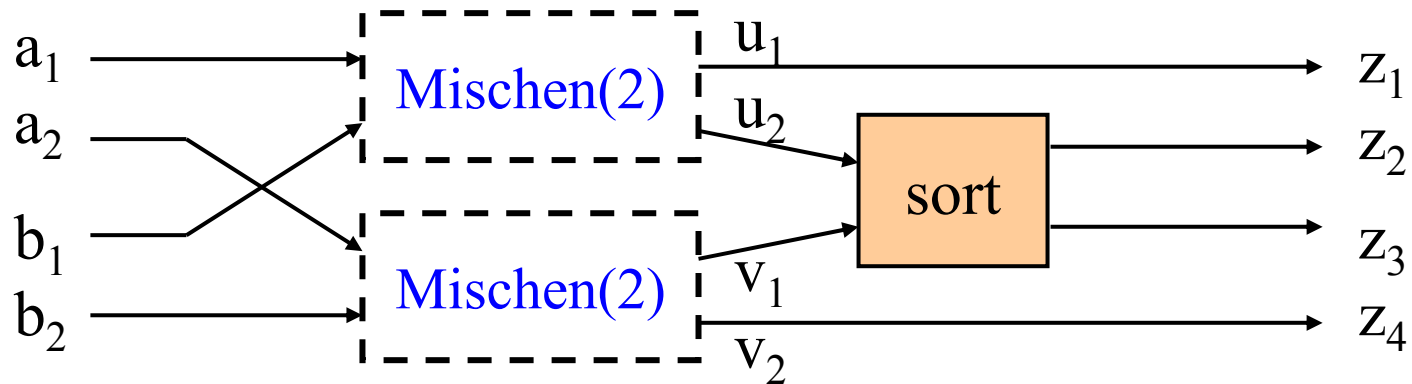 a₁
a₂
b₁
b₂
Mischen(2)
Mischen(2)
u₁
u₂
v₁
v₂
sort
z₁
z₂
z₃
z₄